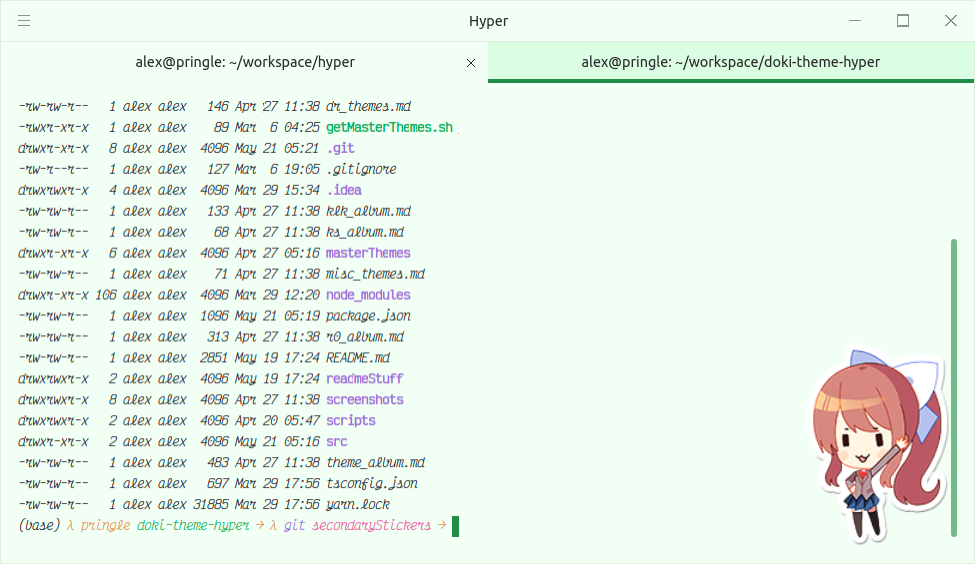 Hyper
alex@pringle: ~/workspace/hyper
alex@pringle: ~/workspace/doki-theme-hyper
-rw-rw-r-- 1 alex alex 146 Apr 27 11:38 dr_themes.md
-rwxr-xr-x 1 alex alex 89 Mar 6 04:25 getMasterThemes.sh
drwxr-xr-x 8 alex alex 4096 May 21 05:21 .git
-rw-r--r-- 1 alex alex 127 Mar 6 19:05 .gitignore
drwxrwxr-x 4 alex alex 4096 Mar 29 15:34 .idea
-rw-rw-r-- 1 alex alex 133 Apr 27 11:38 klk_album.md
-rw-rw-r-- 1 alex alex 68 Apr 27 11:38 ks_album.md
drwxr-xr-x 6 alex alex 4096 Apr 27 05:16 masterThemes
-rw-rw-r-- 1 alex alex 71 Apr 27 11:38 misc_themes.md
drwxr-xr-x 106 alex alex 4096 Mar 29 12:20 node_modules
-rw-rw-r-- 1 alex alex 1096 May 21 05:19 package.json
-rw-rw-r-- 1 alex alex 313 Apr 27 11:38 r0_album.md
-rw-rw-r-- 1 alex alex 2851 May 19 17:24 README.md
drwxrwxr-x 2 alex alex 4096 May 19 17:24 readmeStuff
drwxrwxr-x 8 alex alex 4096 Apr 27 11:38 screenshots
drwxrwxr-x 2 alex alex 4096 Apr 20 05:47 scripts
drwxr-xr-x 2 alex alex 4096 May 21 05:16 src
-rw-rw-r-- 1 alex alex 483 Apr 27 11:38 theme_album.md
-rw-rw-r-- 1 alex alex 697 Mar 29 17:56 tsconfig.json
-rw-rw-r-- 1 alex alex 31885 Mar 29 17:56 yarn.lock
(base) λ pringle doki-theme-hyper → λ git secondaryStickers →